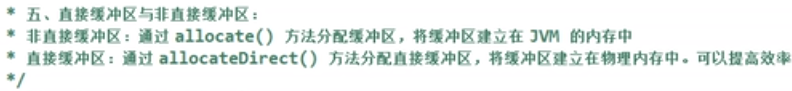 * 五、直接缓冲区与非直接缓冲区：
* 非直接缓冲区：通过 allocate() 方法分配缓冲区，将缓冲区建立在 JVM 的内存中
* 直接缓冲区：通过 allocateDirect() 方法分配直接缓冲区，将缓冲区建立在物理内存中。可以提高效率
*/